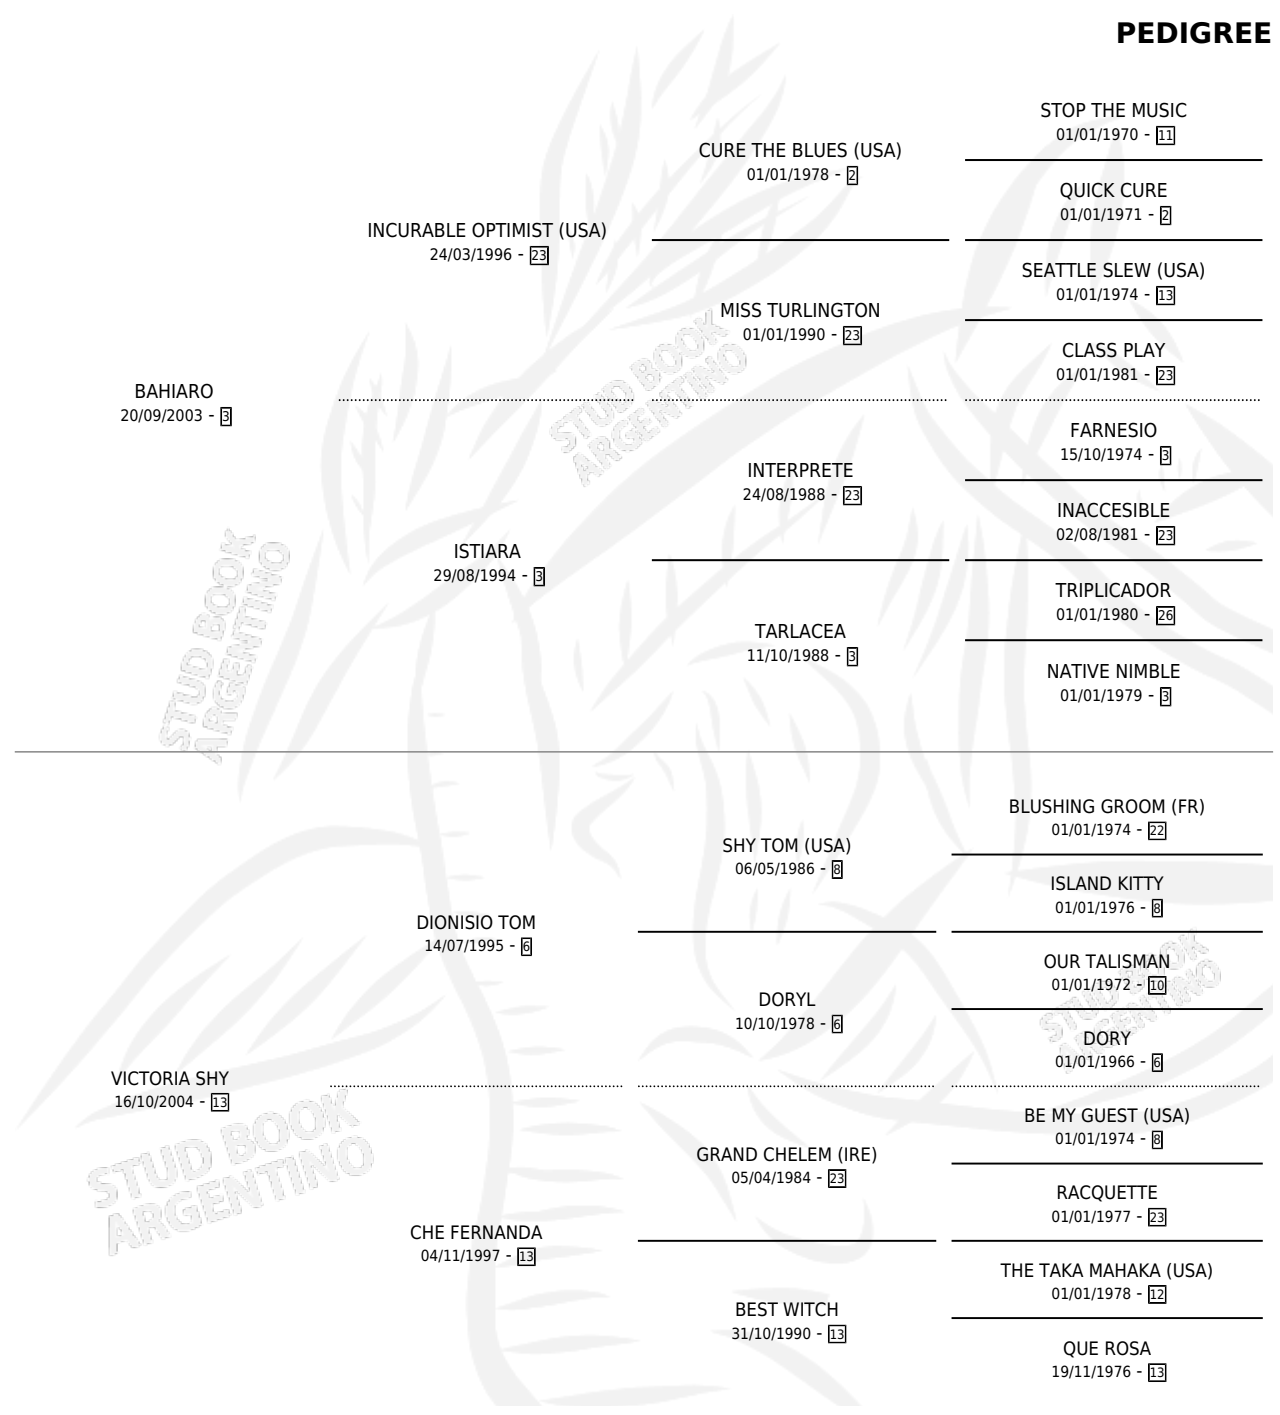 PEDIGREE
STOP THE MUSIC
01/01/1970 - 11
CURE THE BLUES (USA)
01/01/1978 - 2
QUICK CURE
01/01/1971 - 2
INCURABLE OPTIMIST (USA)
24/03/1996 - 23
SEATTLE SLEW (USA)
01/01/1974 - 13
MISS TURLINGTON
01/01/1990 - 23
CLASS PLAY
01/01/1981 - 23
BAHIARO
20/09/2003 - 3
FARNESIO
15/10/1974 - 3
INTERPRETE
24/08/1988 - 23
INACCESIBLE
02/08/1981 - 23
ISTIARA
29/08/1994 - 3
TRIPLICADOR
01/01/1980 - 26
TARLACEA
11/10/1988 - 3
NATIVE NIMBLE
01/01/1979 - 3
BLUSHING GROOM (FR)
01/01/1974 - 22
SHY TOM (USA)
06/05/1986 - 8
ISLAND KITTY
01/01/1976 - 8
DIONISIO TOM
14/07/1995 - 6
OUR TALISMAN
01/01/1972 - 10
DORYL
10/10/1978 - 6
DORY
01/01/1966 - 6
VICTORIA SHY
16/10/2004 - 13
BE MY GUEST (USA)
01/01/1974 - 8
GRAND CHELEM (IRE)
05/04/1984 - 23
RACQUETTE
01/01/1977 - 23
CHE FERNANDA
04/11/1997 - 13
THE TAKA MAHAKA (USA)
01/01/1978 - 12
BEST WITCH
31/10/1990 - 13
QUE ROSA
19/11/1976 - 13
STUD BOOK
ARGENTINO
STUD BOOK
ARGENTINO
STUD BOOK
ARGENTINO
STUD BOOK
ARGENTINO